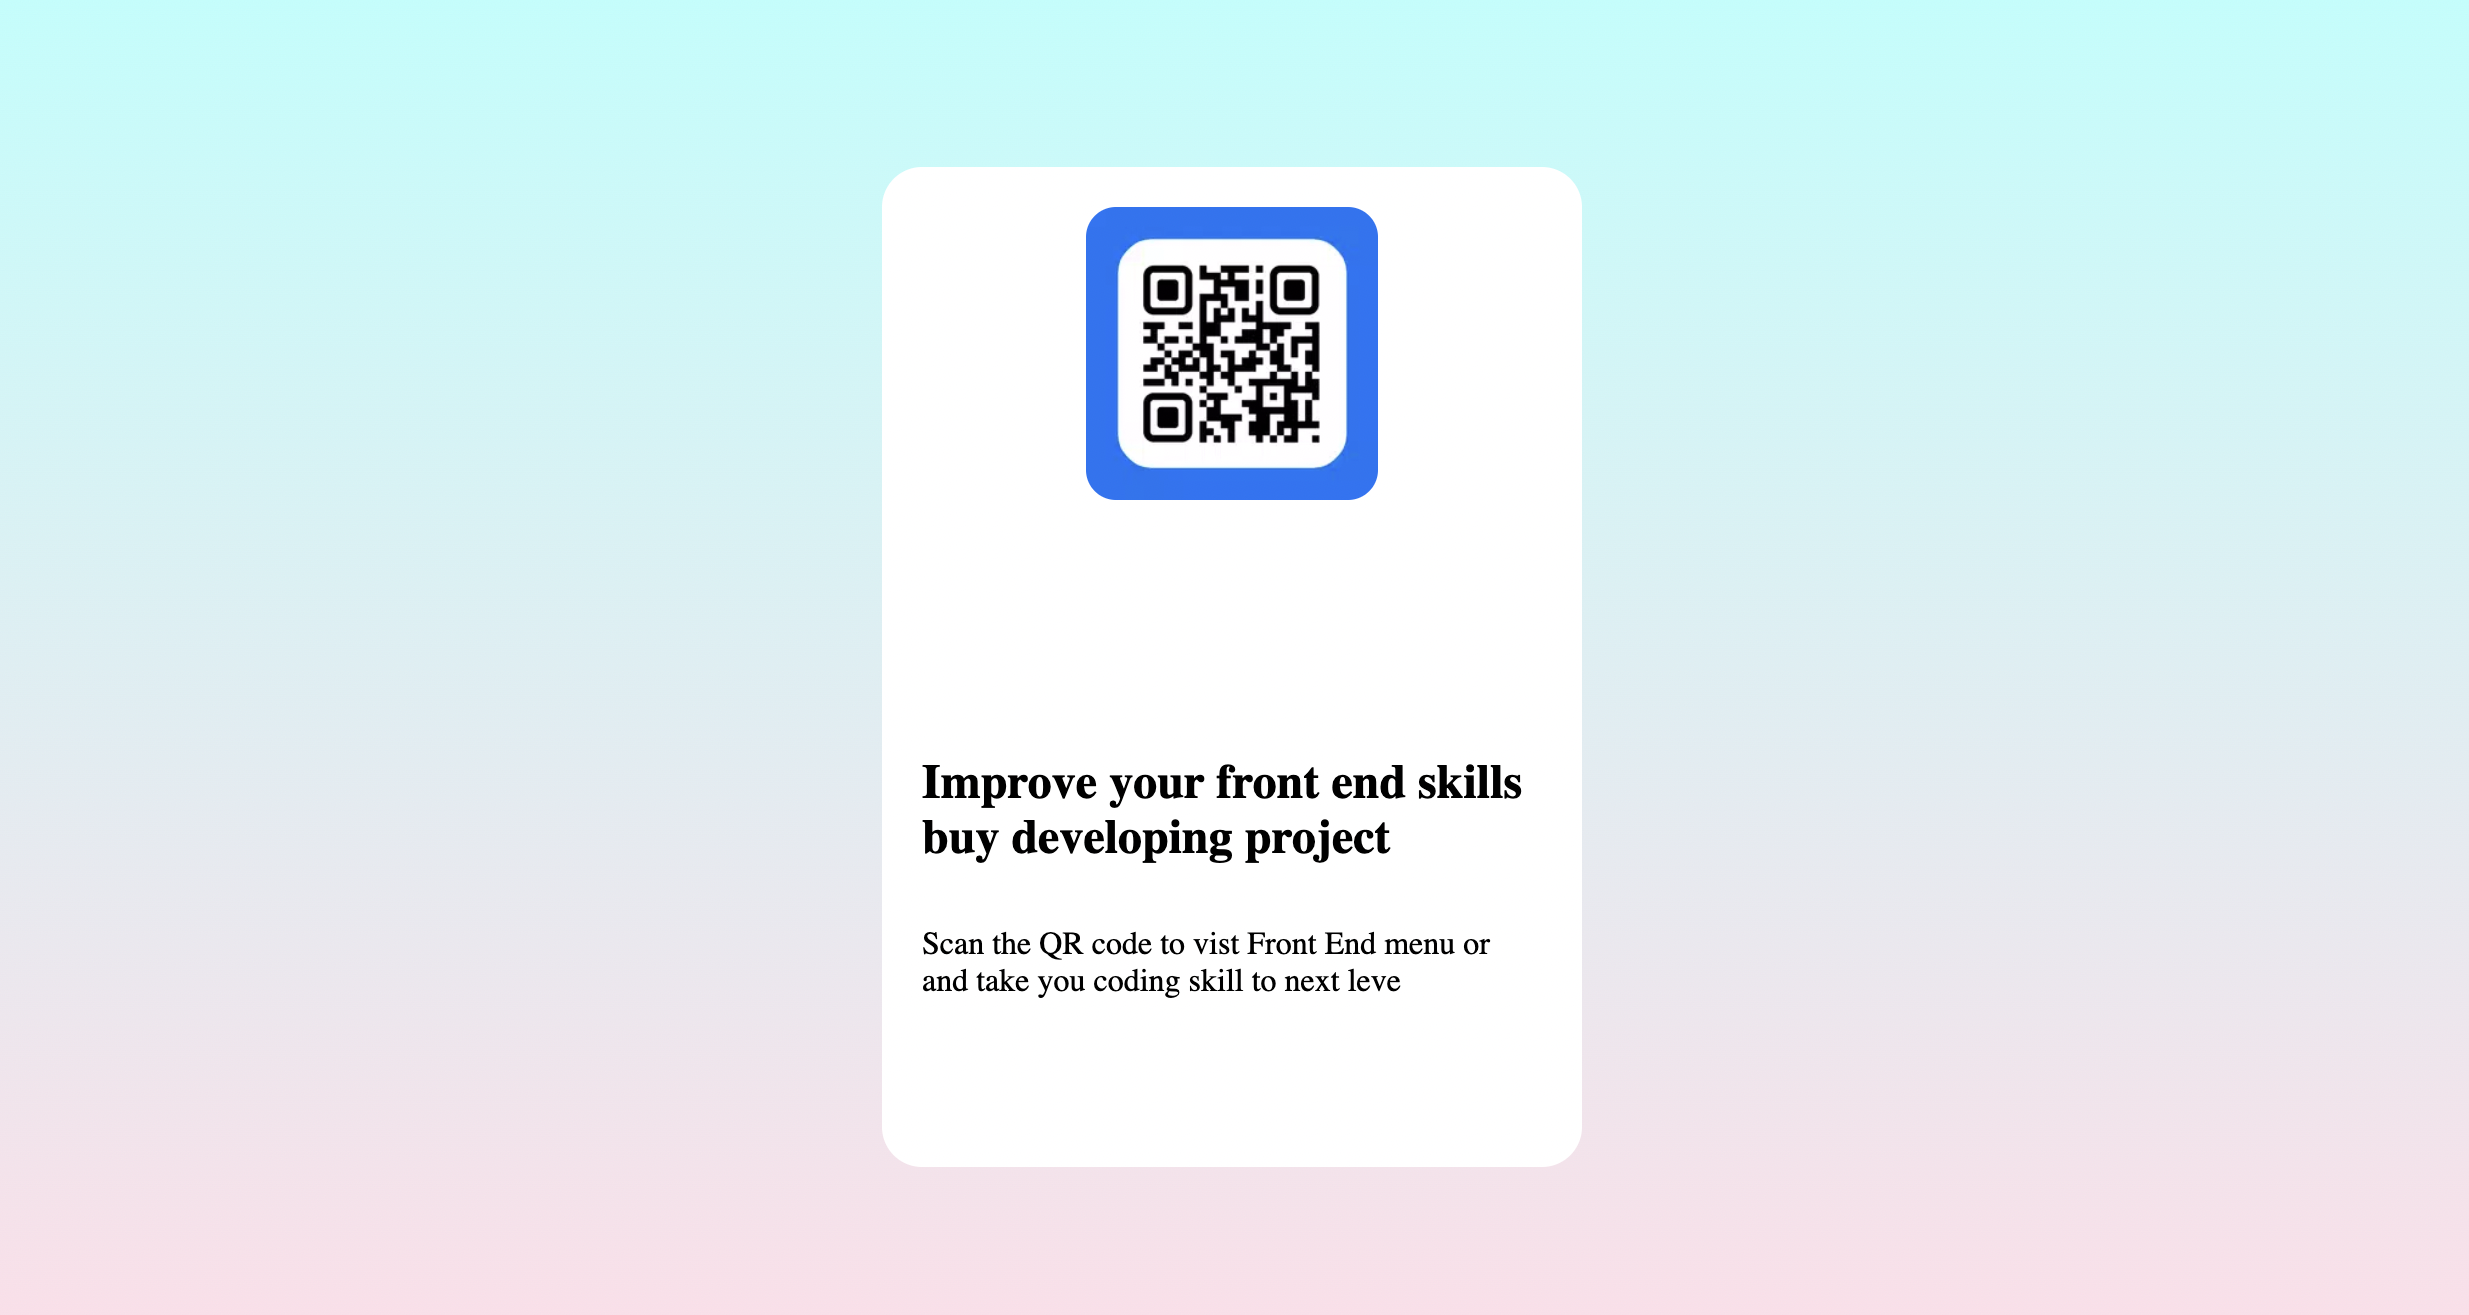 Improve your front end skills
buy developing project
Scan the QR code to vist Front End menu or
and take you coding skill to next leve